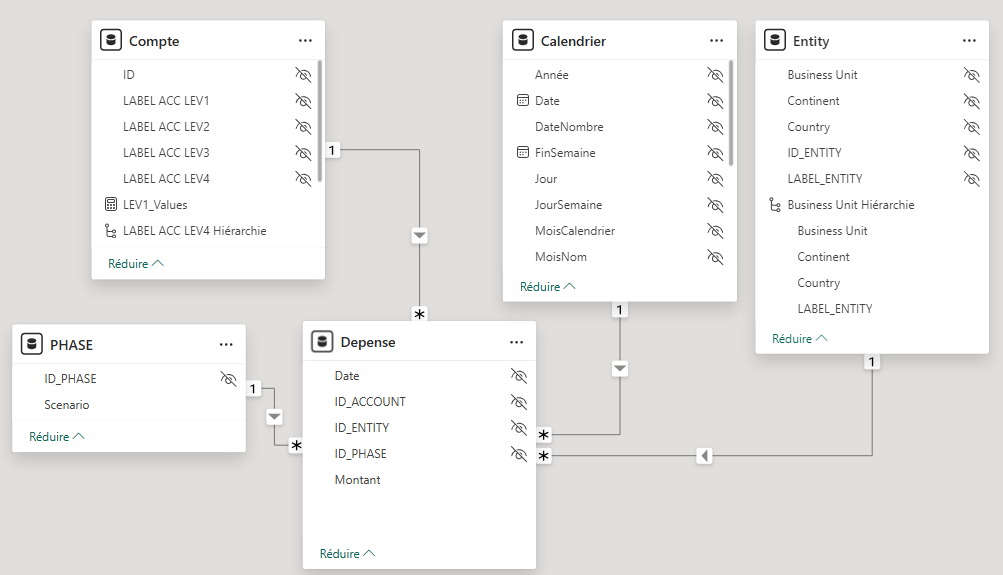 Compte
ID
LABEL ACC LEV1
LABEL ACC LEV2
LABEL ACC LEV3
LABEL ACC LEV4
LEV1_Values
LABEL ACC LEV4 Hiérarchie
Réduire
Calendrier
Année
Date
DateNombre
FinSemaine
Jour
JourSemaine
MoisCalendrier
MoisNom
Réduire
Entity
Business Unit
Continent
Country
ID_ENTITY
LABEL_ENTITY
Business Unit Hiérarchie
Business Unit
Continent
Country
LABEL_ENTITY
Réduire
1
*
1
1
PHASE
ID_PHASE
Scenario
Réduire
1
*
Depense
Date
ID_ACCOUNT
ID_ENTITY
ID_PHASE
Montant
Réduire
*
*